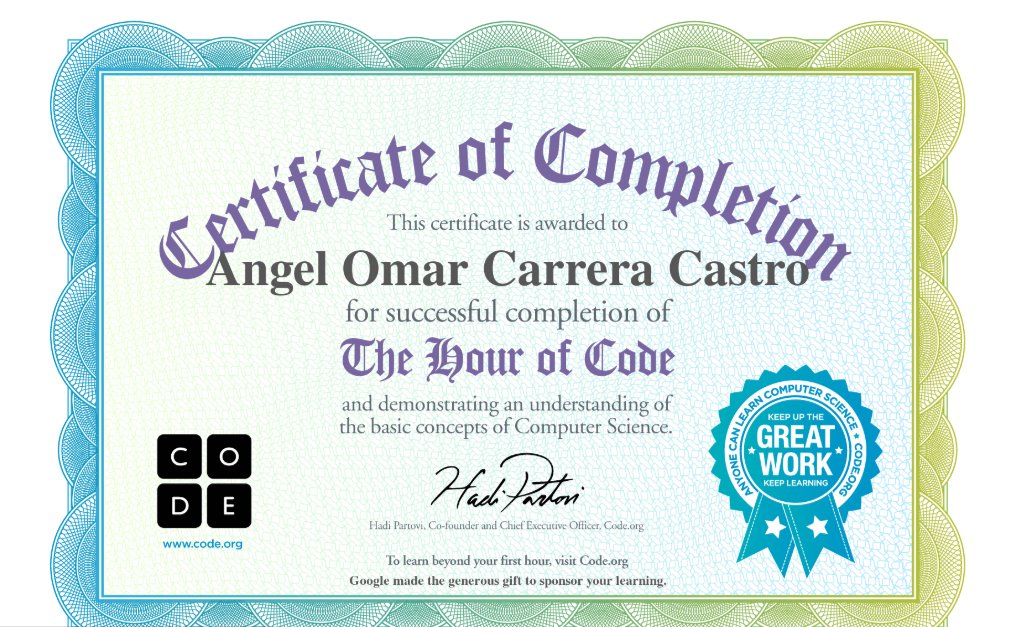 Certificate of Completion
This certificate is awarded to
Angel Omar Carrera Castro
for successful completion of
The Hour of Code
and demonstrating an understanding of
the basic concepts of Computer Science.
C O
D E
www.code.org
Hadi Partovi
Hadi Partovi, Co-founder and Chief Executive Officer, Code.org
To learn beyond your first hour, visit Code.org
Google made the generous gift to sponsor your learning.
ANYONE CAN LEARN COMPUTER SCIENCE ★ CODE.ORG ★
KEEP UP THE
GREAT
WORK
KEEP LEARNING